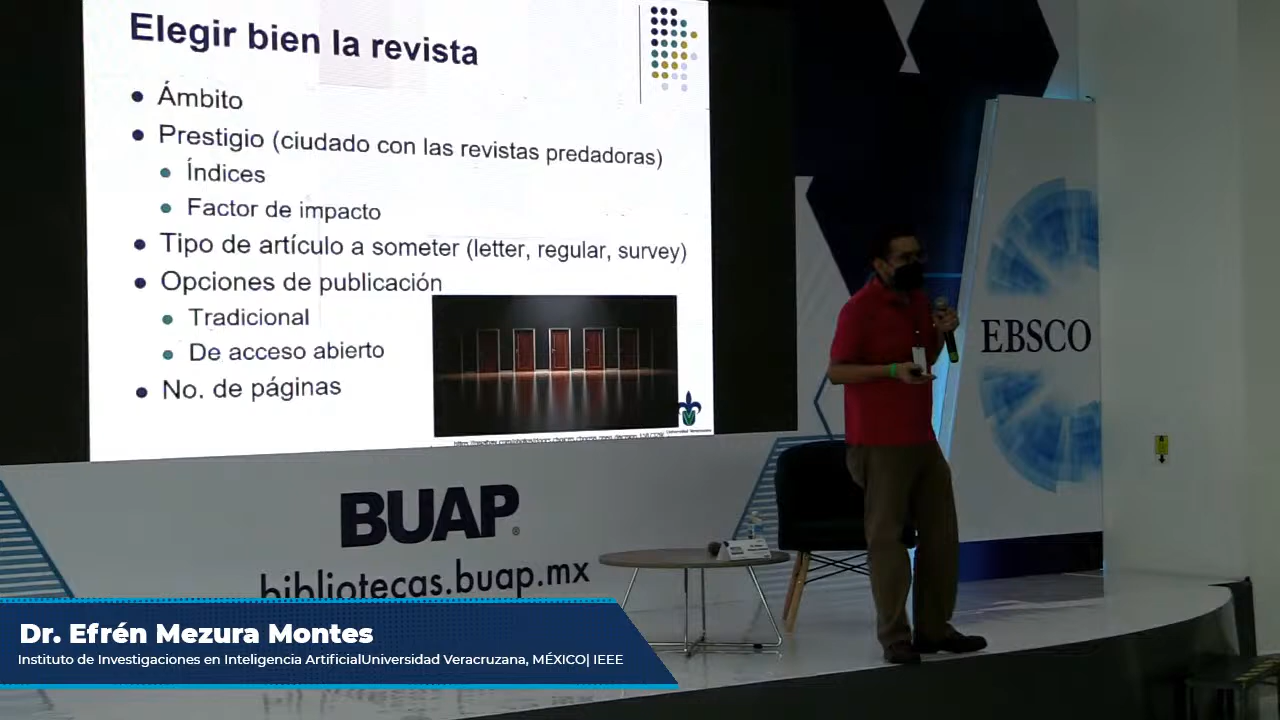 Elegir bien la revista
Ámbito
Prestigio (ciudado con las revistas predadoras)
Índices
Factor de impacto
Tipo de artículo a someter (letter, regular, survey)
Opciones de publicación
Tradicional
De acceso abierto
No. de páginas
Universidad Veracruzana
EBSCO
BUAP
bibliotecas.buap.mx
Dr. Efrén Mezura Montes
Instituto de Investigaciones en Inteligencia ArtificialUniversidad Veracruzana, MÉXICO| IEEE